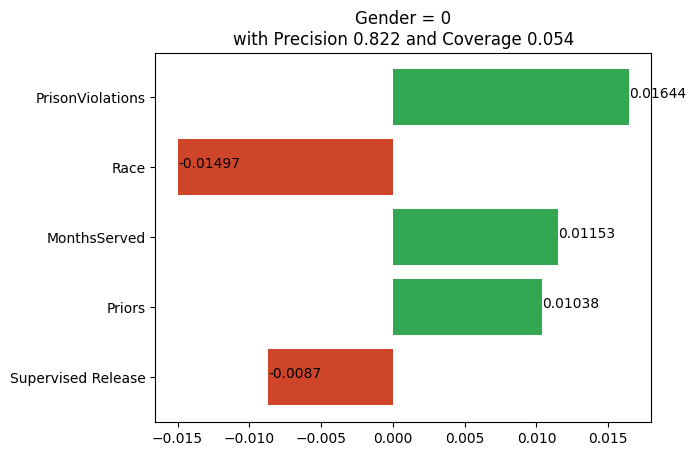 Gender = 0
with Precision 0.822 and Coverage 0.054
PrisonViolations
0.01644
Race
-0.01497
MonthsServed
0.01153
Priors
0.01038
Supervised Release
-0.0087
−0.015 −0.010 −0.005 0.000 0.005 0.010 0.015